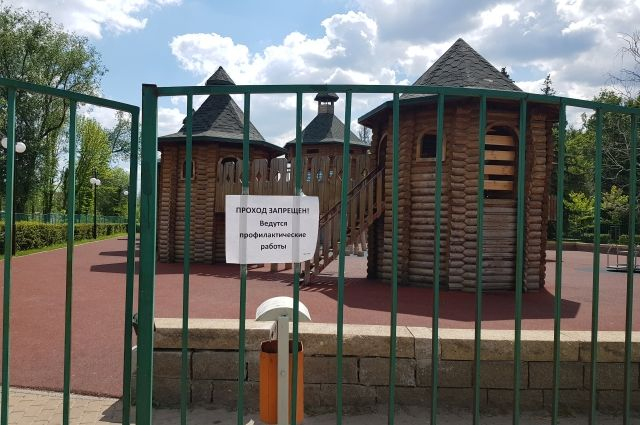 ПРОХОД ЗАПРЕЩЕН!
Ведутся
профилактические
работы